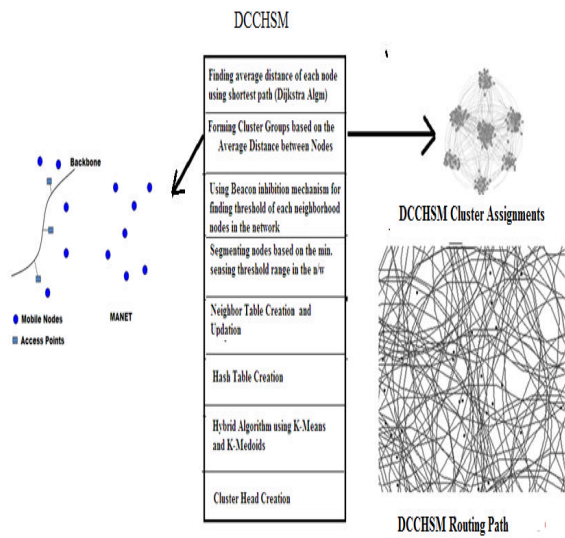 DCCHSM
Finding average distance of each node
using shortest path (Dijkstra Algm)
Forming Cluster Groups based on the
Average Distance between Nodes
Using Beacon inhibition mechanism for
finding threshold of each neighborhood
nodes in the network
Segmenting nodes based on the min.
sensing threshold range in the n/w
Neighbor Table Creation and
Updation
Hash Table Creation
Hybrid Algorithm using K-Means
and K-Medoids
Cluster Head Creation
Backbone
Mobile Nodes
Access Points
MANET
DCCHSM Cluster Assignments
DCCHSM Routing Path